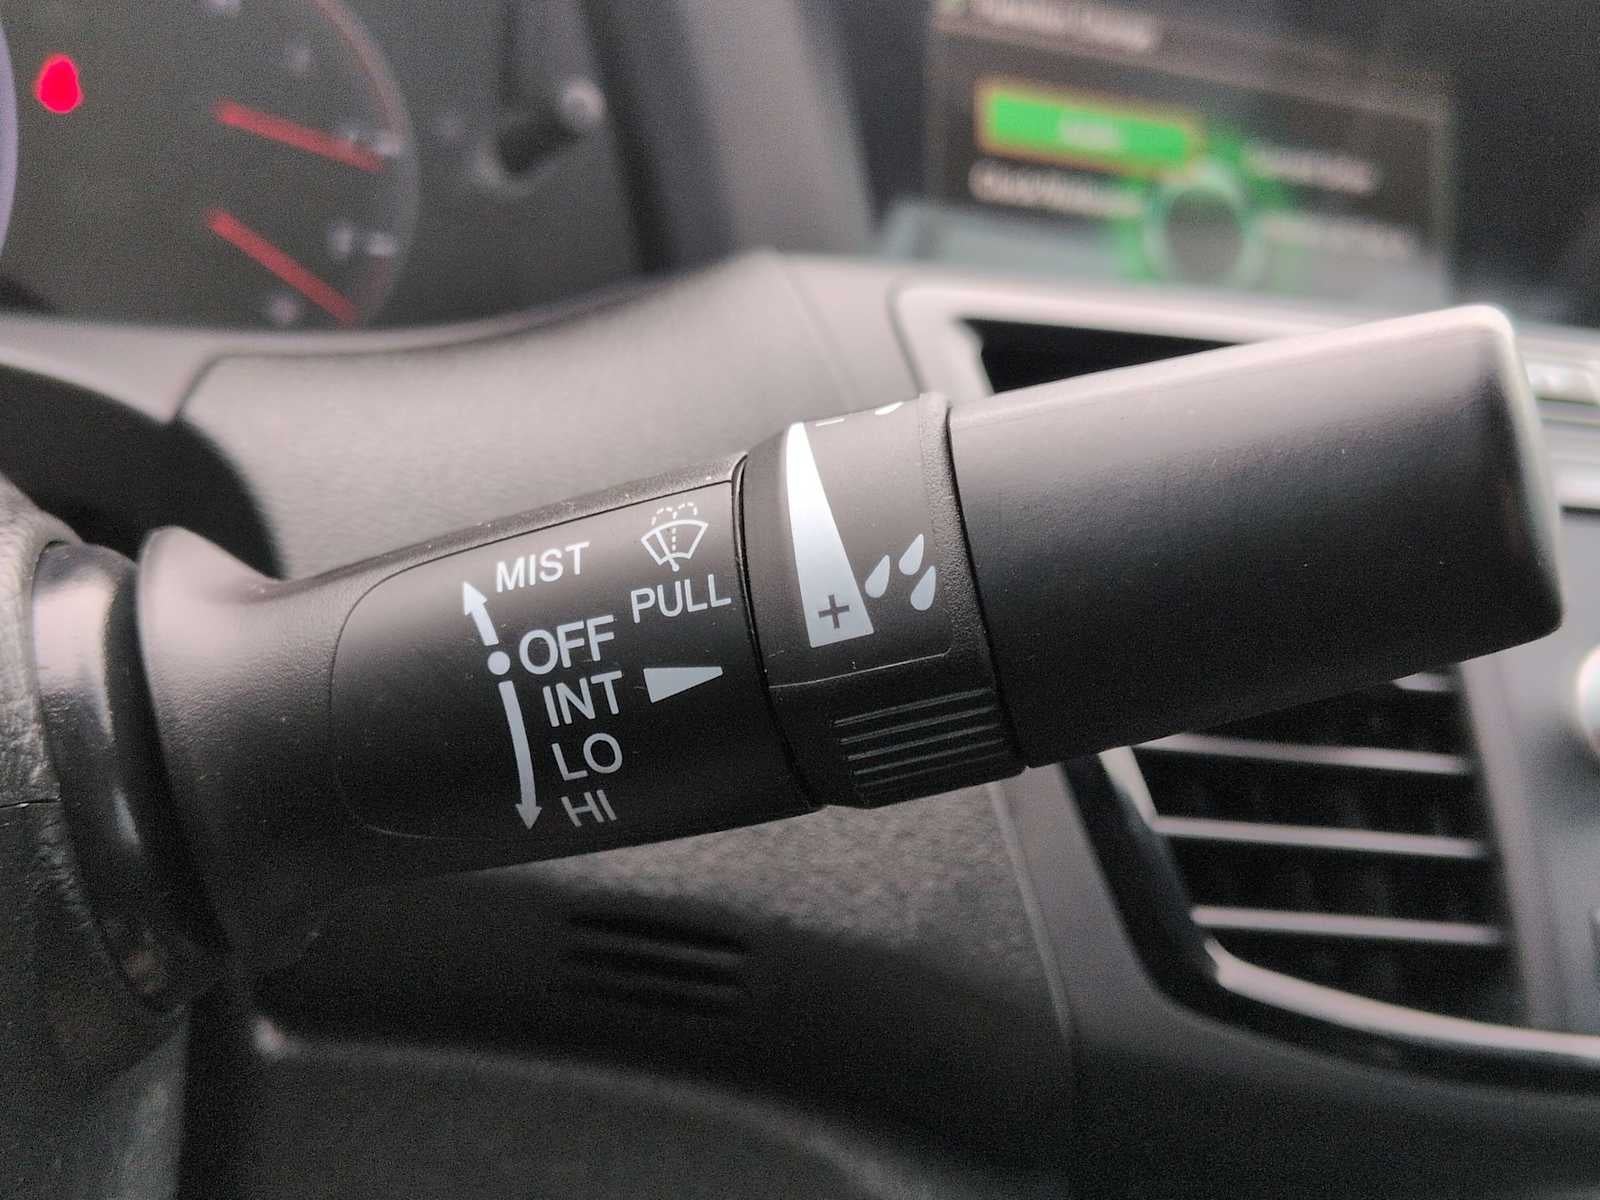 MIST
PULL
OFF
INT
LO
HI
+